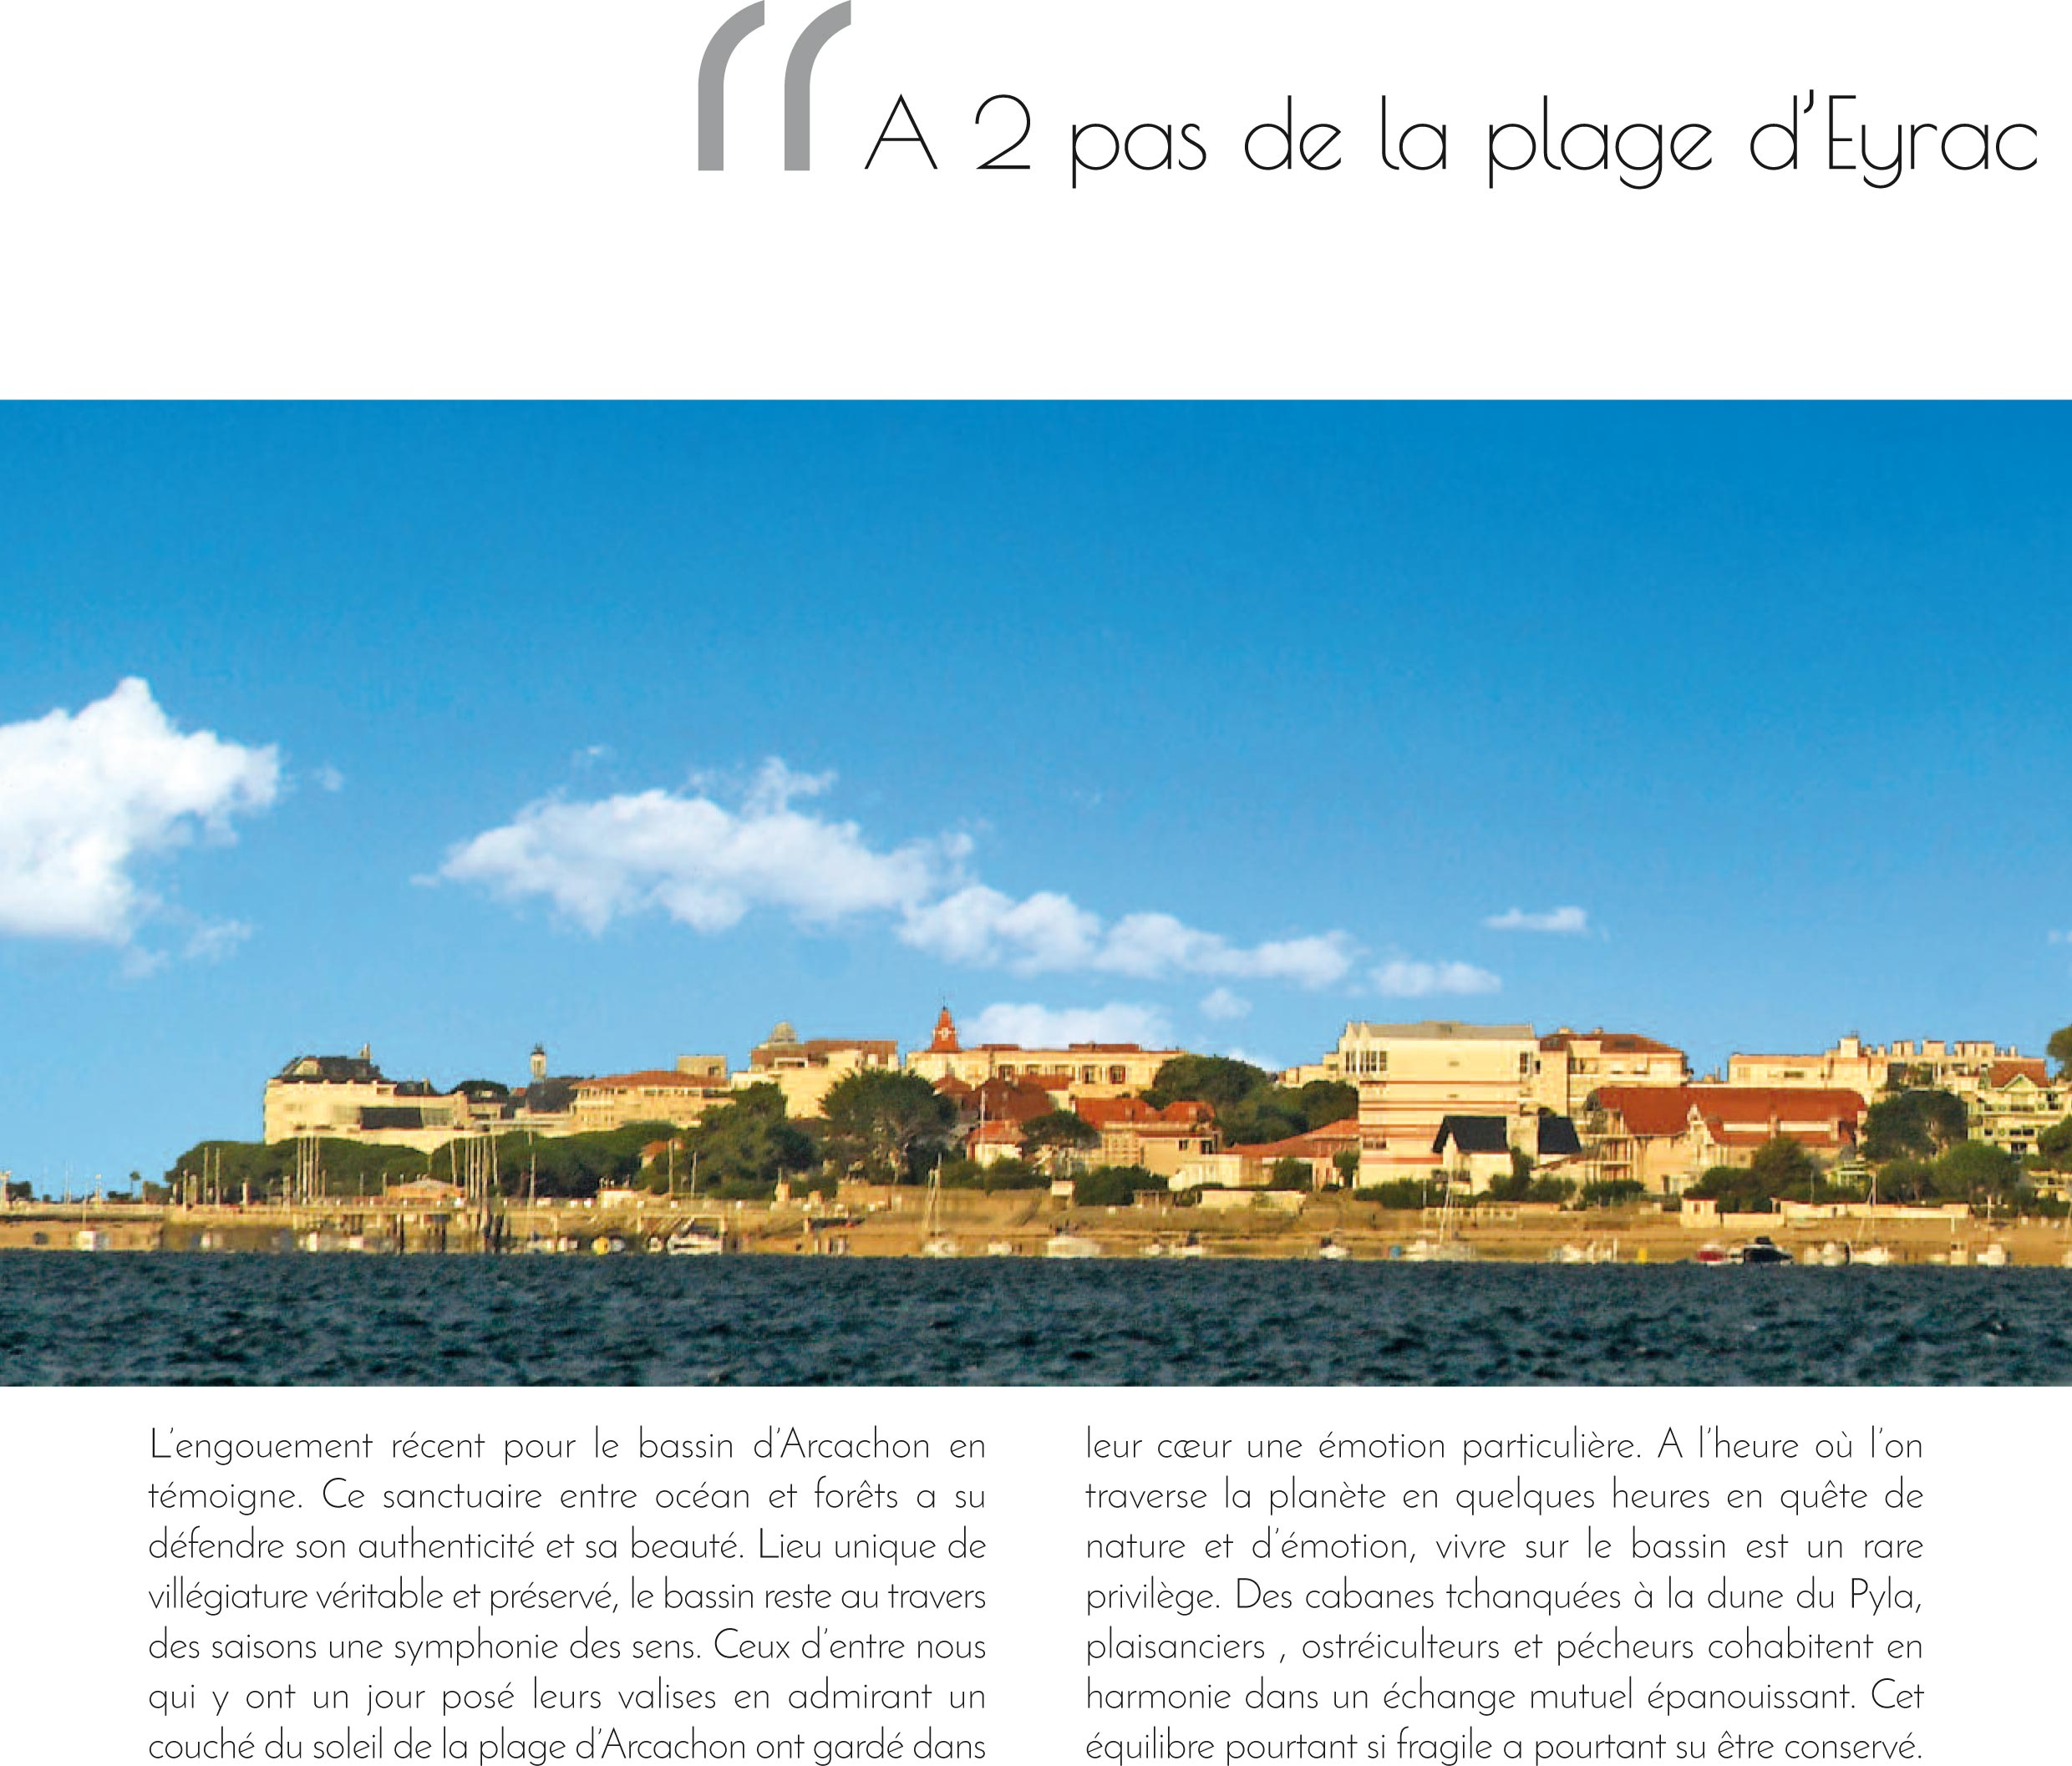 “ A 2 pas de la plage d’Eyrac
L’engouement récent pour le bassin d’Arcachon en
témoigne. Ce sanctuaire entre océan et forêts a su
défendre son authenticité et sa beauté. Lieu unique de
villégiature véritable et préservé, le bassin reste au travers
des saisons une symphonie des sens. Ceux d’entre nous
qui y ont un jour posé leurs valises en admirant un
couché du soleil de la plage d’Arcachon ont gardé dans
leur cœur une émotion particulière. A l’heure où l’on
traverse la planète en quelques heures en quête de
nature et d’émotion, vivre sur le bassin est un rare
privilège. Des cabanes tchanquées à la dune du Pyla,
plaisanciers , ostréiculteurs et pécheurs cohabitent en
harmonie dans un échange mutuel épanouissant. Cet
équilibre pourtant si fragile a pourtant su être conservé.